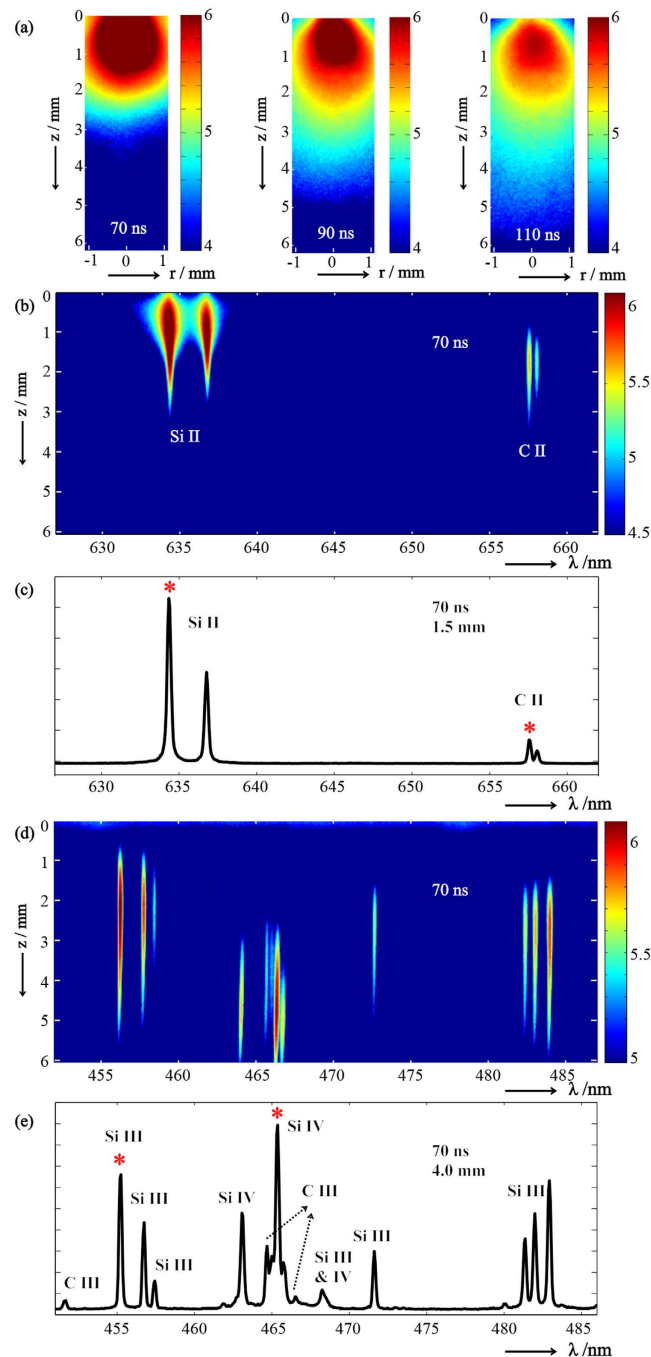 (a)
0 6 0 6 0 6
1 1 1
2 2 2
z / mm 3 5 z / mm 3 5 z / mm 3 5
4 4 4
5 5 5
70 ns 90 ns 110 ns
6 4 6 4 6 4
-1 0 1 -1 0 1 -1 0 1
r / mm r / mm r / mm
(b)
0 6
1
70 ns
2 5.5
z / mm
3
Si II C II
4 5
5
6 4.5
630 635 640 645 650 655 660
λ /nm
(c)
*
70 ns
Si II 1.5 mm
C II
*
630 635 640 645 650 655 660
λ /nm
(d)
0 6
1
70 ns
2
z / mm
3 5.5
4
5
6 5
455 460 465 470 475 480 485
λ /nm
(e)
*
Si III Si IV 70 ns
* 4.0 mm
Si III Si IV C III Si III
Si III Si III
Si III
C III & IV
455 460 465 470 475 480 485
λ /nm